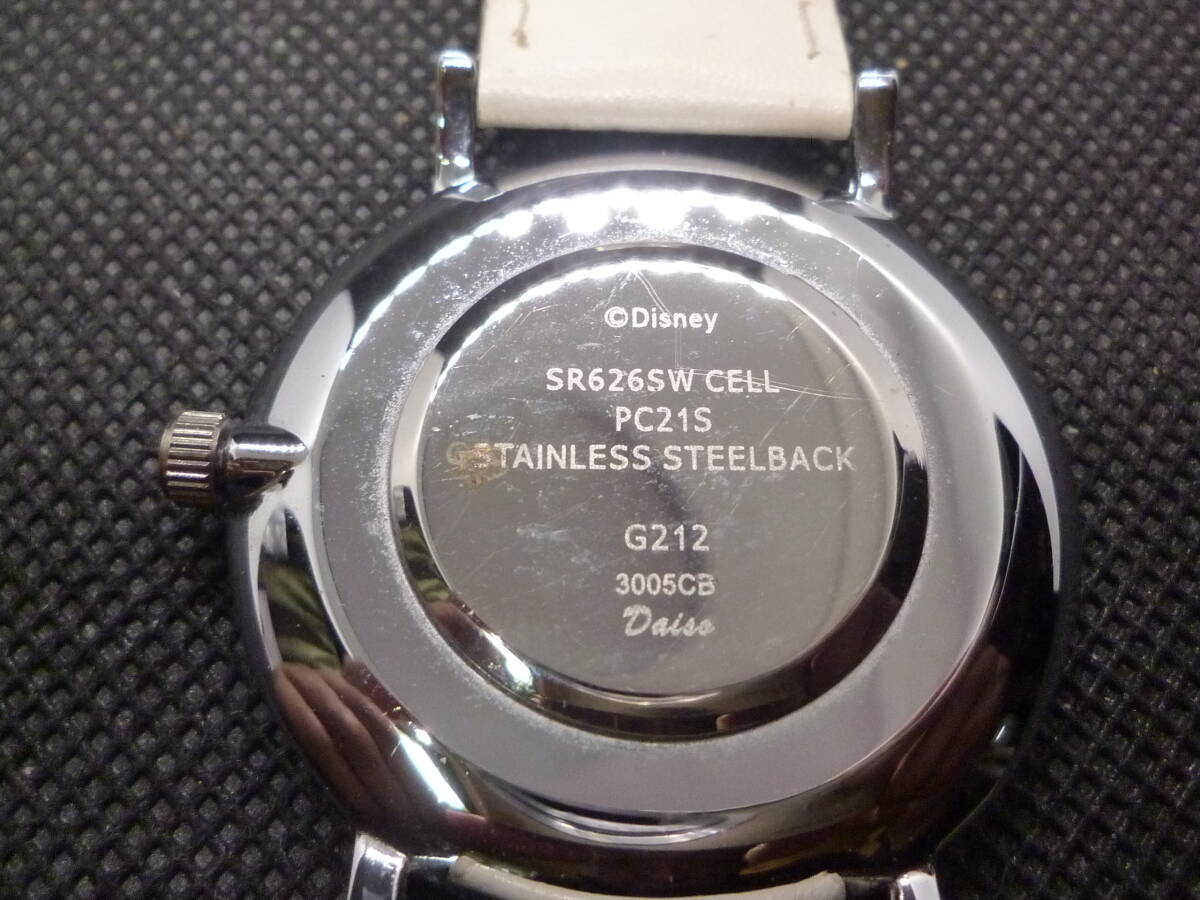 ©Disney
SR626SW CELL
PC21S
STAINLESS STEELBACK
G212
3005CB
Daiso